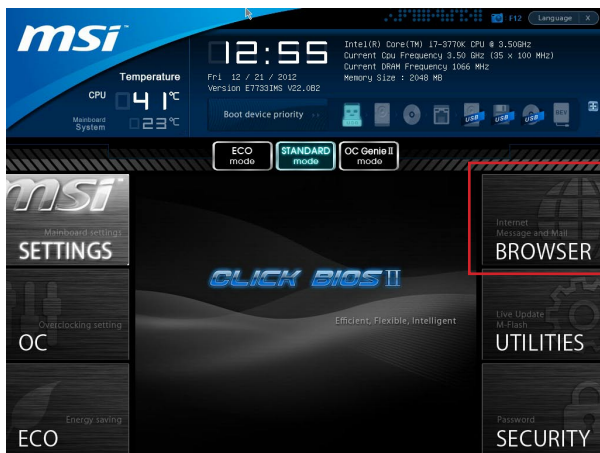 msi
F12 Language X
12:55
Intel(R) Core(TM) i7-3770K CPU @ 3.50GHz
Current Cpu Frequency 3.50 GHz (35 x 100 MHz)
Current DRAM Frequency 1066 MHz
Memory Size : 2048 MB
Fri 12 / 21 / 2012
Version E7733IMS V22.0B2
Temperature
CPU 41°C
Mainboard
System 23°C
Boot device priority
USB USB USB BEV
ECO
mode
STANDARD
mode
OC Genie II
mode
msi
Mainboard settings
SETTINGS
Overclocking setting
OC
Energy saving
ECO
CLICK BIOS II
Efficient, Flexible, Intelligent
Internet
Message and Mail
BROWSER
Live Update
M-Flash
UTILITIES
Password
SECURITY